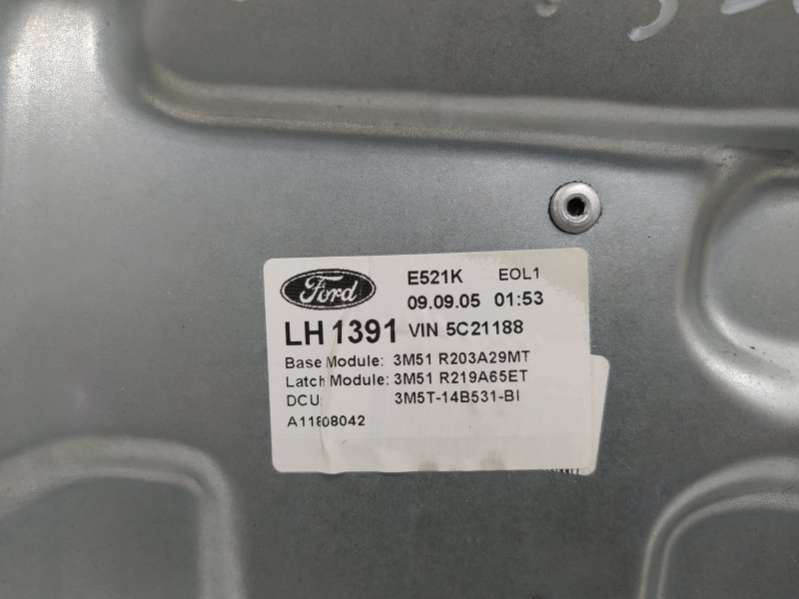 Ford
E521K EOL1
09.09.05 01:53
LH 1391 VIN 5C21188
Base Module: 3M51 R203A29MT
Latch Module: 3M51 R219A65ET
DCU 3M5T-14B531-BI
A11808042